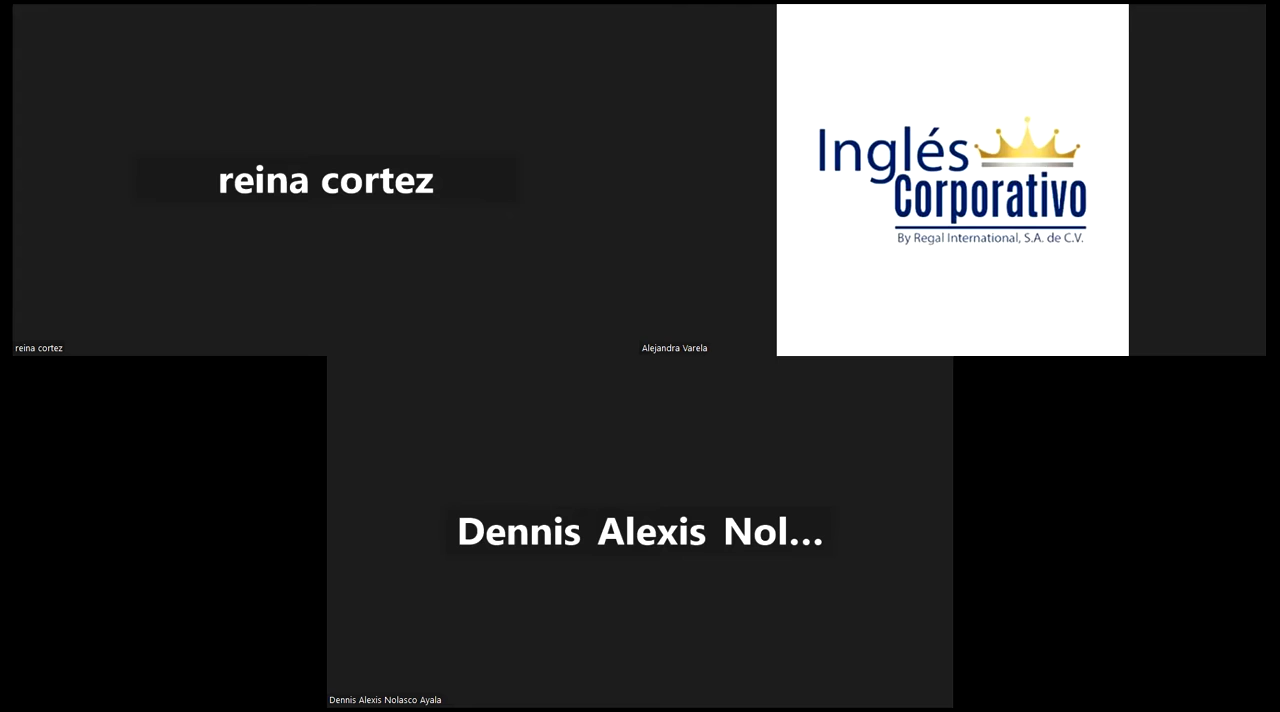 reina cortez
reina cortez
Inglés
Corporativo
By Regal International, S.A. de C.V.
Alejandra Varela
Dennis Alexis Nol...
Dennis Alexis Nolasco Ayala